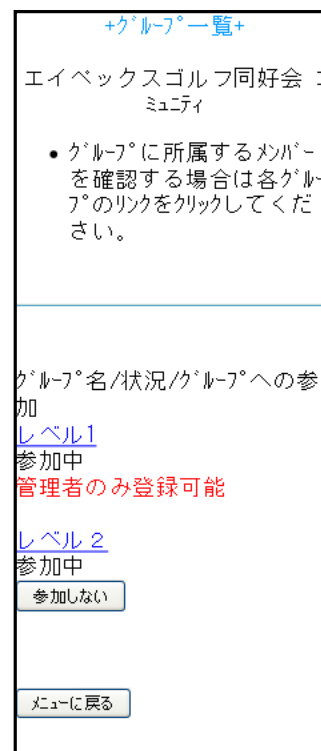 +ｸﾞﾙｰﾌﾟ一覧+
エイベックスゴルフ同好会 ｺ
ﾐｭﾆﾃｨ
• ｸﾞﾙｰﾌﾟに所属するﾒﾝﾊﾞｰ
を確認する場合は各ｸﾞﾙｰ
ﾌﾟのﾘﾝｸをｸﾘｯｸしてくだ
さい。
ｸﾞﾙｰﾌﾟ名/状況/ｸﾞﾙｰﾌﾟへの参
加
レベル1
参加中
管理者のみ登録可能
レベル２
参加中
参加しない
ﾒﾆｭｰに戻る